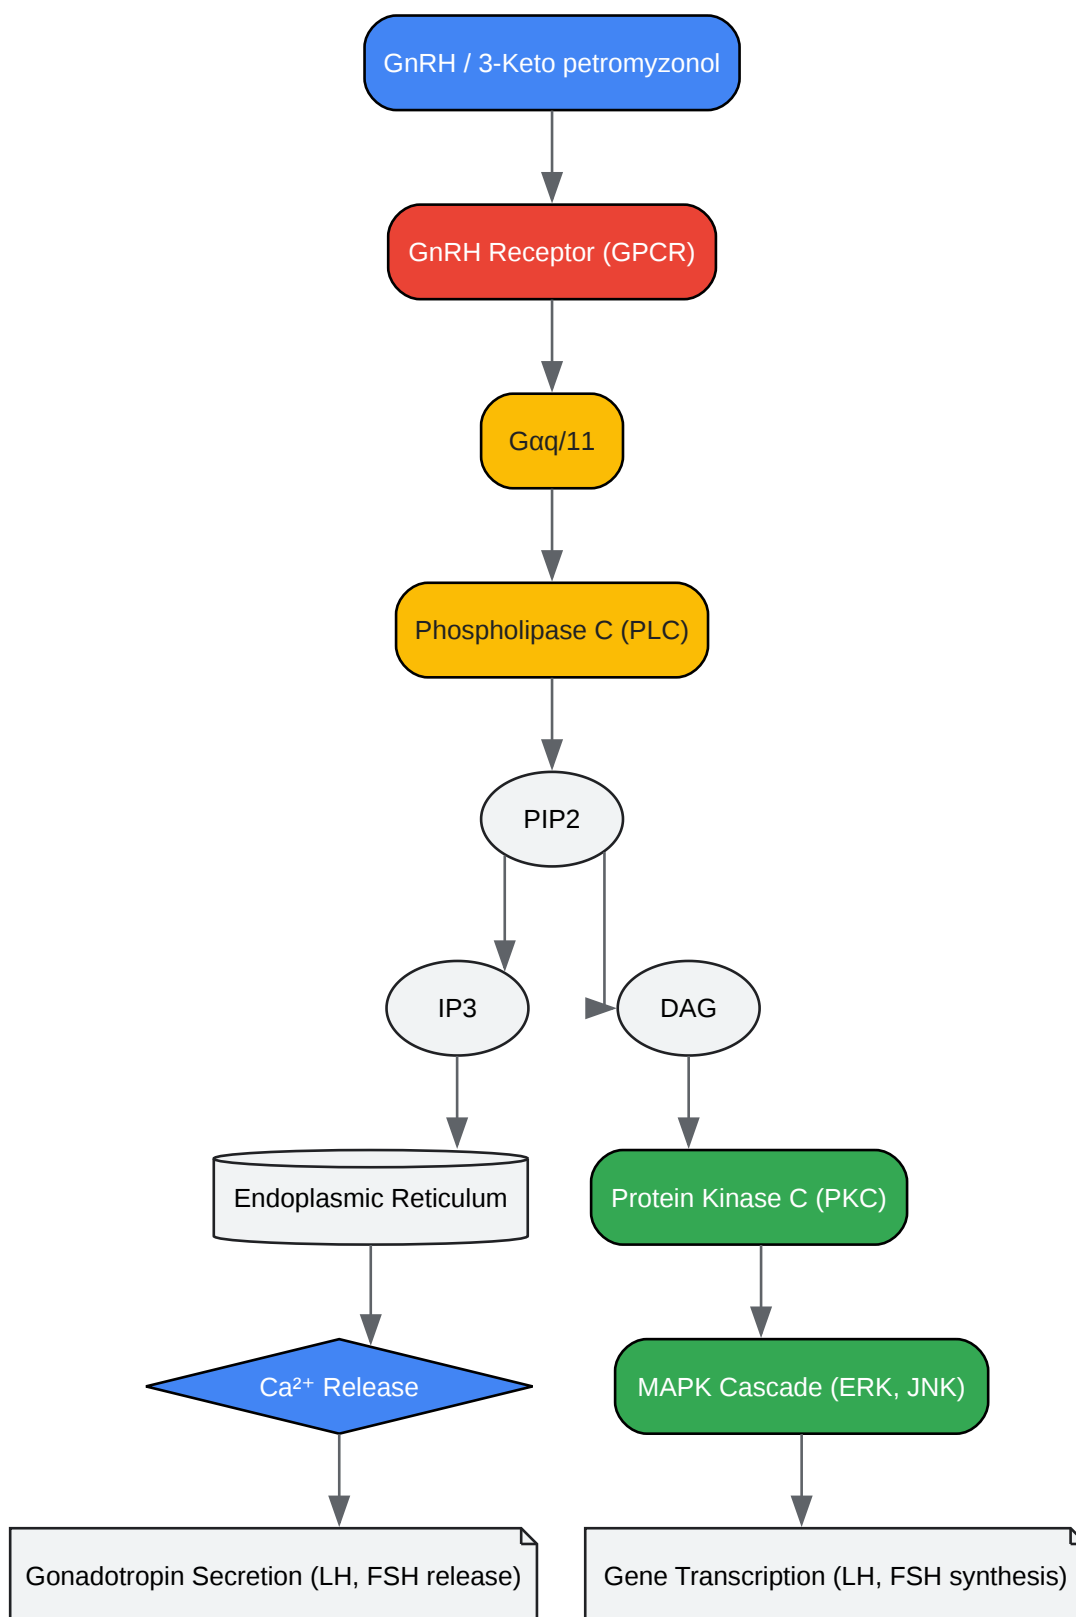 GnRH / 3-Keto petromyzonol
GnRH Receptor (GPCR)
Gαq/11
Phospholipase C (PLC)
PIP2
IP3
DAG
Endoplasmic Reticulum
Protein Kinase C (PKC)
Ca²⁺ Release
MAPK Cascade (ERK, JNK)
Gonadotropin Secretion (LH, FSH release)
Gene Transcription (LH, FSH synthesis)